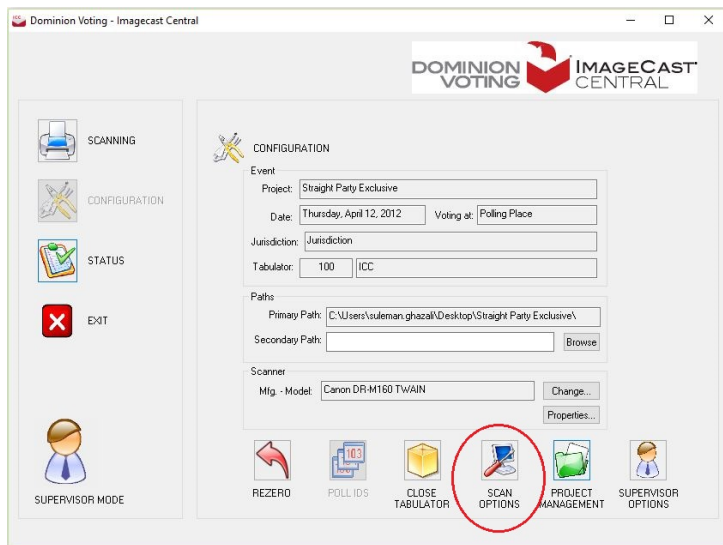 Dominion Voting - Imagecast Central
DOMINION VOTING
IMAGECAST CENTRAL
SCANNING
CONFIGURATION
STATUS
EXIT
SUPERVISOR MODE
CONFIGURATION
Event
Project: Straight Party Exclusive
Date: Thursday, April 12, 2012 Voting at: Polling Place
Jurisdiction: Jurisdiction
Tabulator: 100 ICC
Paths
Primary Path: C:\Users\suleman.ghazali\Desktop\Straight Party Exclusive\
Secondary Path: Browse
Scanner
Mfg. - Model: Canon DR-M160 TWAIN Change...
Properties...
103
REZERO
POLL IDS
CLOSE
TABULATOR
SCAN
OPTIONS
PROJECT
MANAGEMENT
SUPERVISOR
OPTIONS